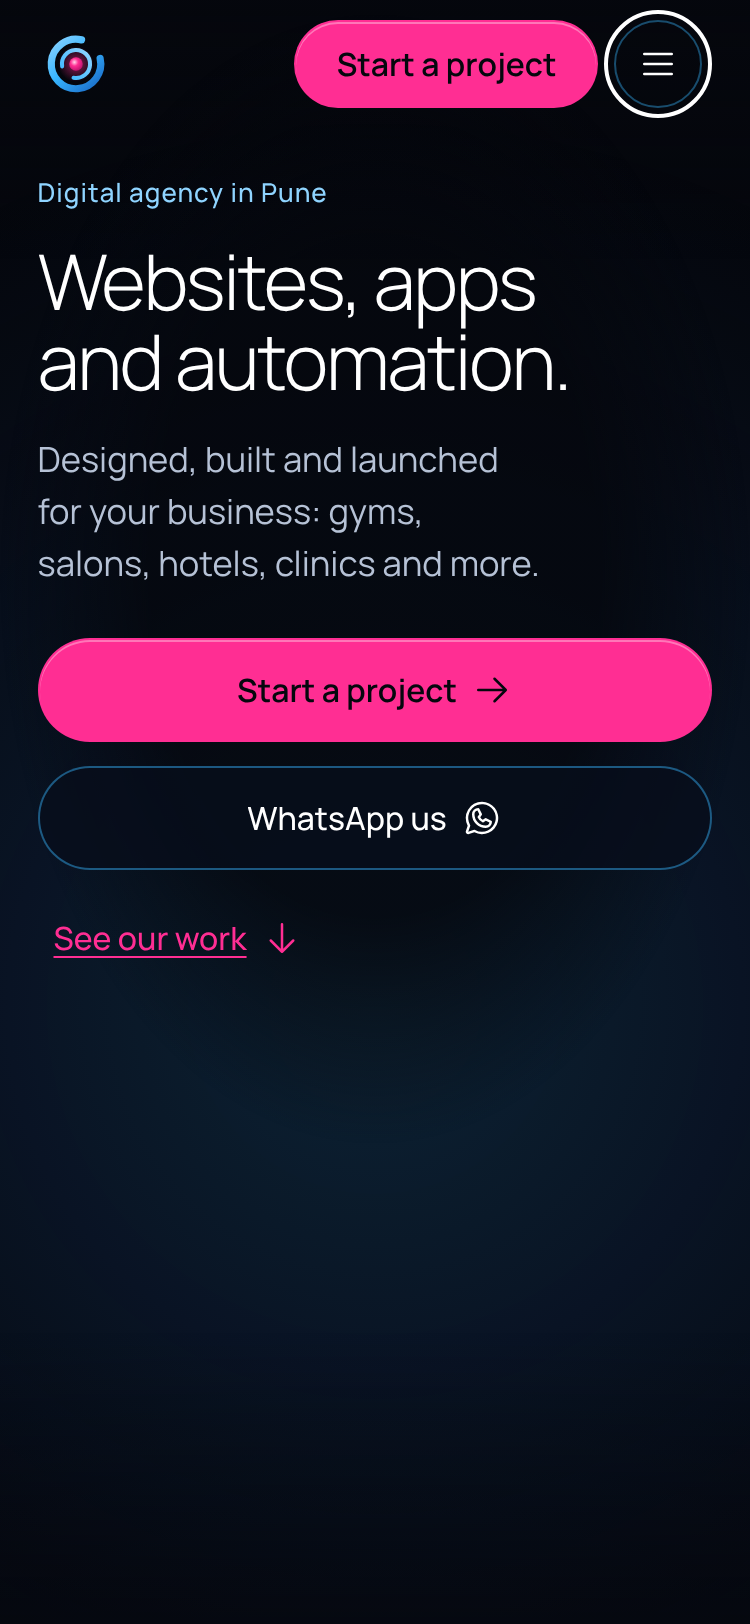 Start a project
Digital agency in Pune
Websites, apps
and automation.
Designed, built and launched
for your business: gyms,
salons, hotels, clinics and more.
Start a project
WhatsApp us
See our work